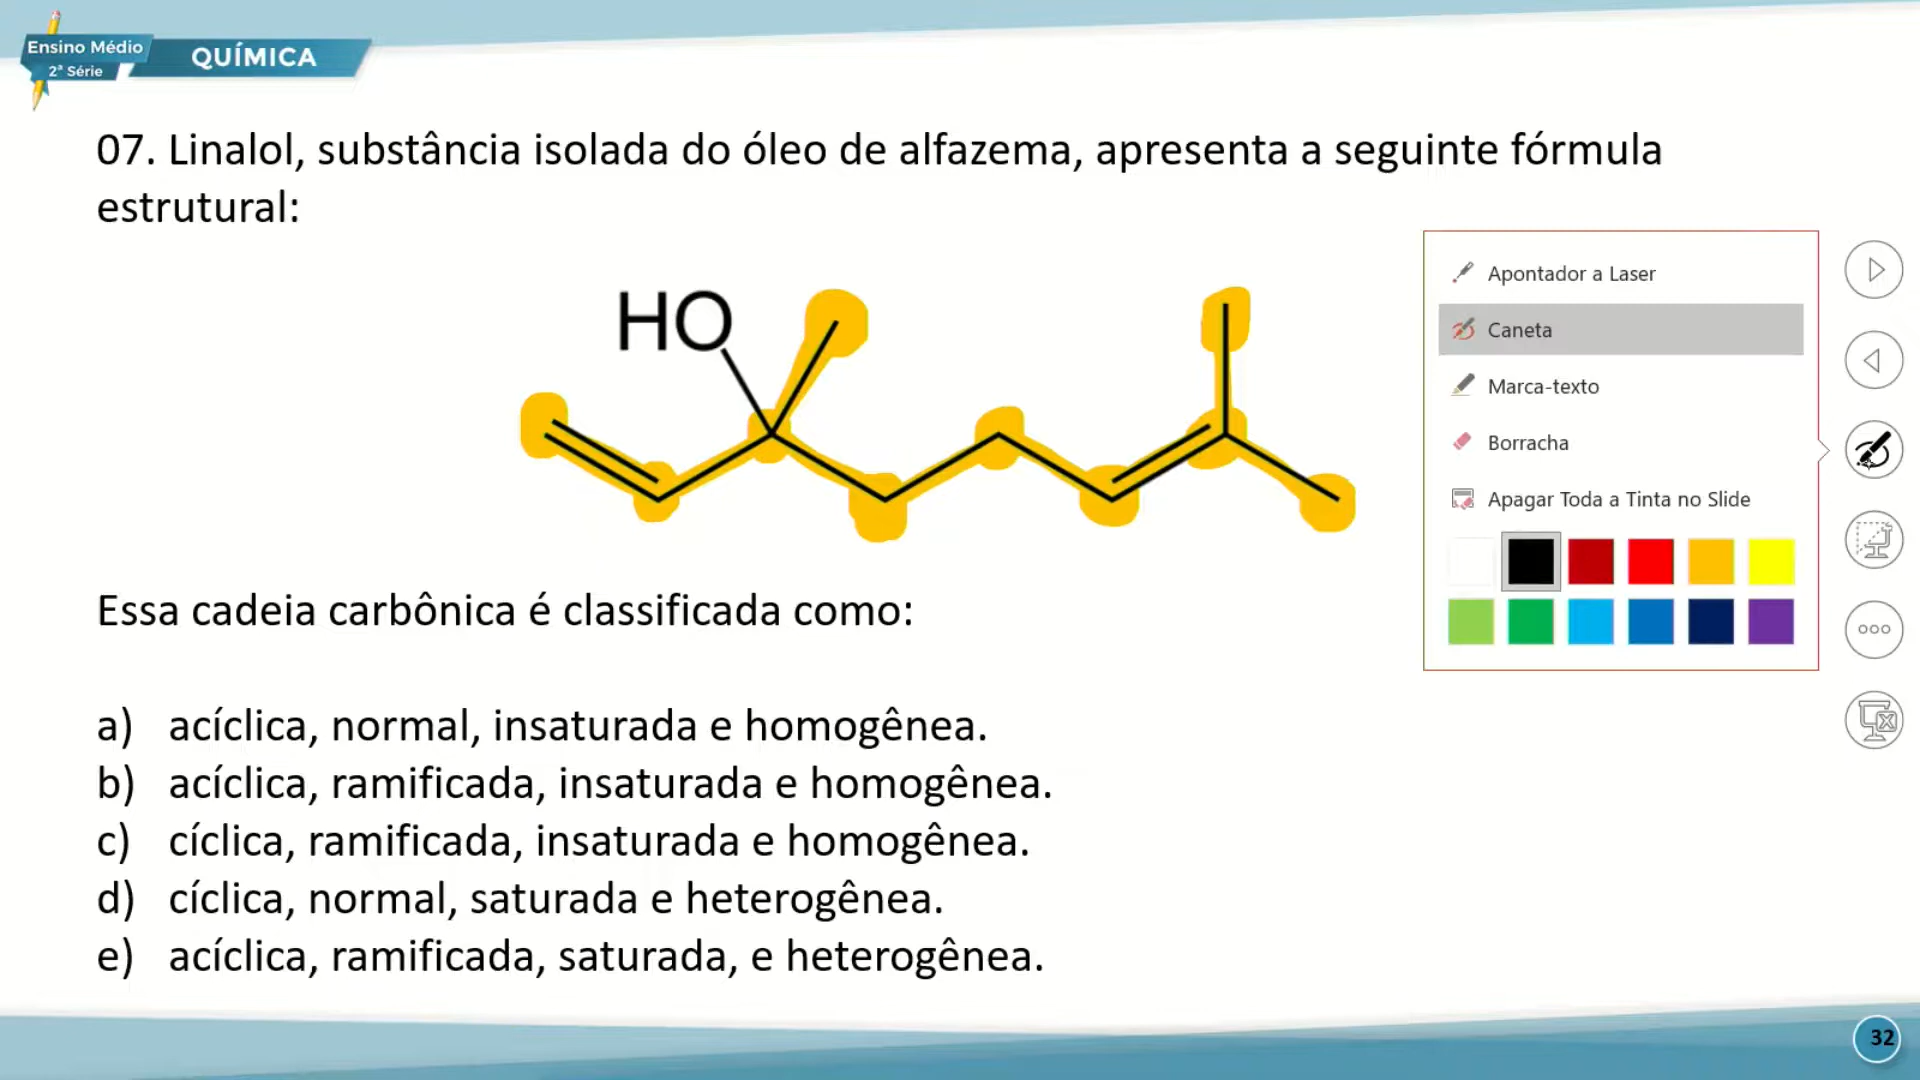 Ensino Médio
2ª Série
QUÍMICA
07. Linalol, substância isolada do óleo de alfazema, apresenta a seguinte fórmula
estrutural:
HO
Apontador a Laser
Caneta
Marca-texto
Borracha
Apagar Toda a Tinta no Slide
Essa cadeia carbônica é classificada como:
a) acíclica, normal, insaturada e homogênea.
b) acíclica, ramificada, insaturada e homogênea.
c) cíclica, ramificada, insaturada e homogênea.
d) cíclica, normal, saturada e heterogênea.
e) acíclica, ramificada, saturada, e heterogênea.
32